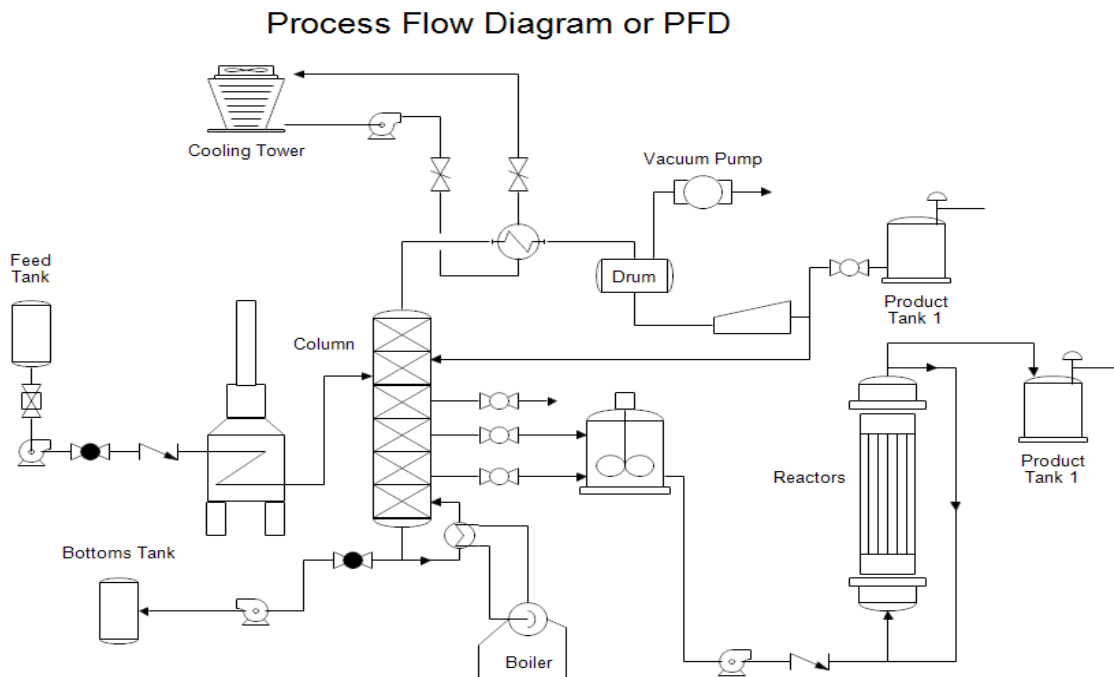 Process Flow Diagram or PFD
Cooling Tower
Vacuum Pump
Feed
Tank
Drum
Product
Tank 1
Column
Reactors
Product
Tank 1
Bottoms Tank
Boiler